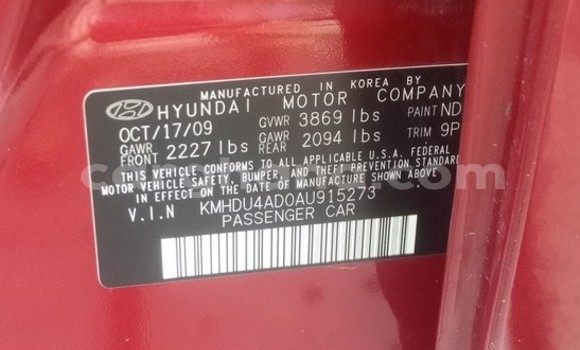 MANUFACTURED IN KOREA BY
HYUNDAI MOTOR COMPANY
OCT/17/09 GVWR 3869 lbs PAINT ND
GAWR FRONT 2227 lbs GAWR REAR 2094 lbs TRIM 9P
THIS VEHICLE CONFORMS TO ALL APPLICABLE U.S.A. FEDERAL
MOTOR VEHICLE SAFETY, BUMPER, AND THEFT PREVENTION STANDARD
IN EFFECT ON THE DATE OF MANUFACTURE SHOWN ABOVE.
V.I.N KMHDU4AD0AU915273
PASSENGER CAR